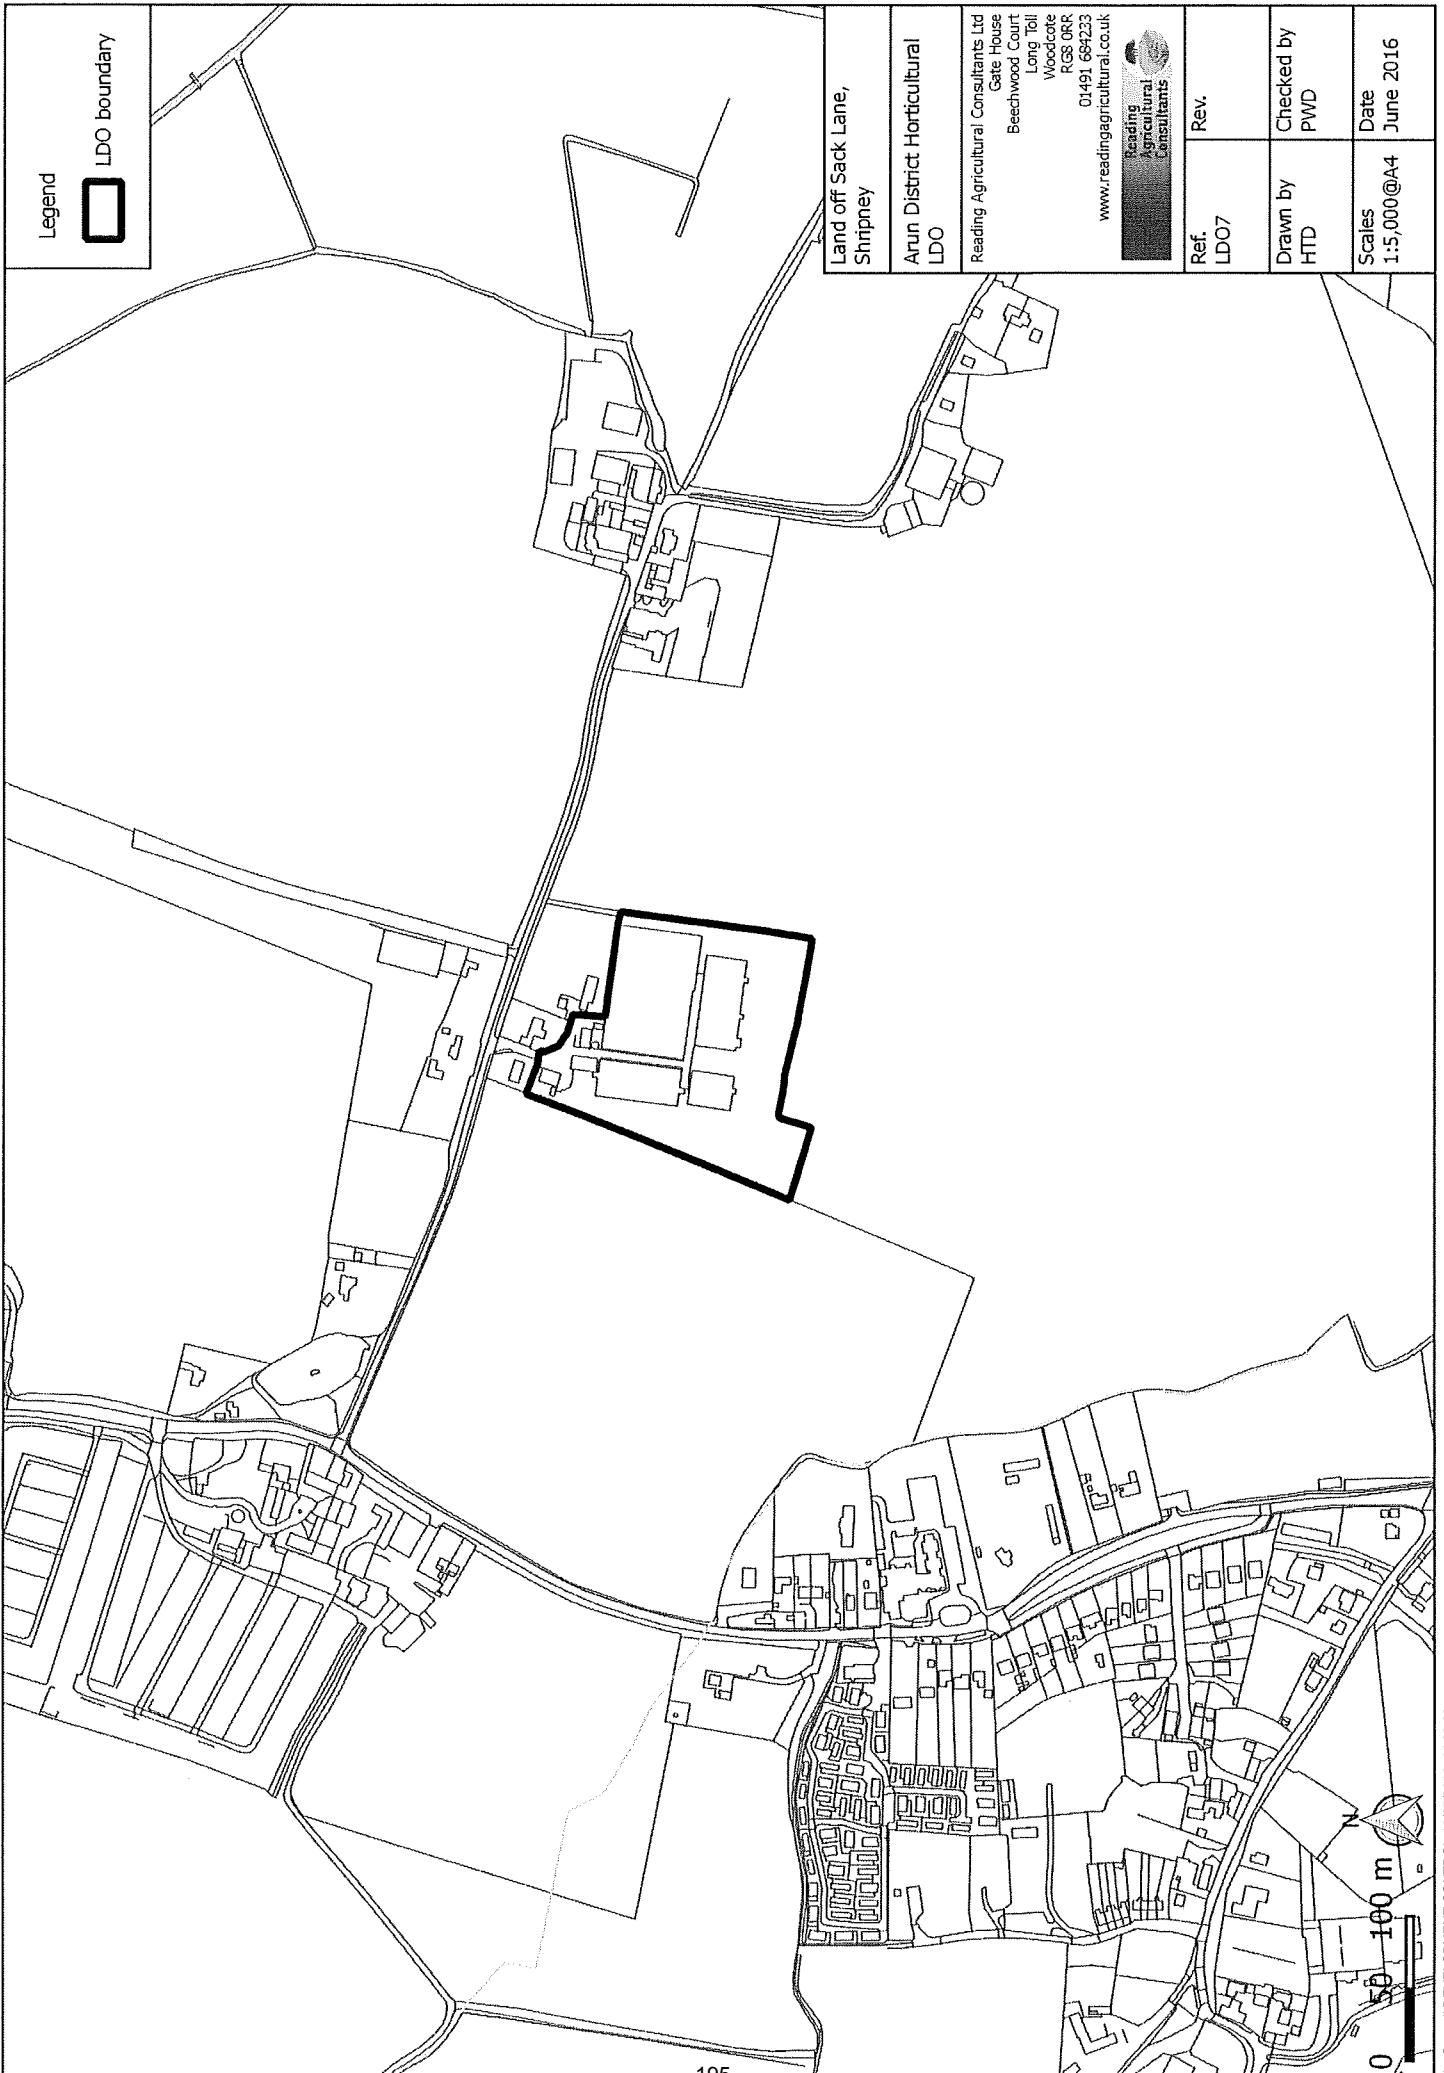 Legend
LDO boundary
Land off Sack Lane,
Shripney
Arun District Horticultural
LDO
Reading Agricultural Consultants Ltd
Gate House
Beechwood Court
Long Toll
Woodcote
RG8 0RR
01491 684233
www.readingagricultural.co.uk
Reading
Agricultural
Consultants
Ref.
LDO7
Rev.
Drawn by
HTD
Checked by
PWD
Scales
1:5,000@A4
Date
June 2016
N
0 50 100 m